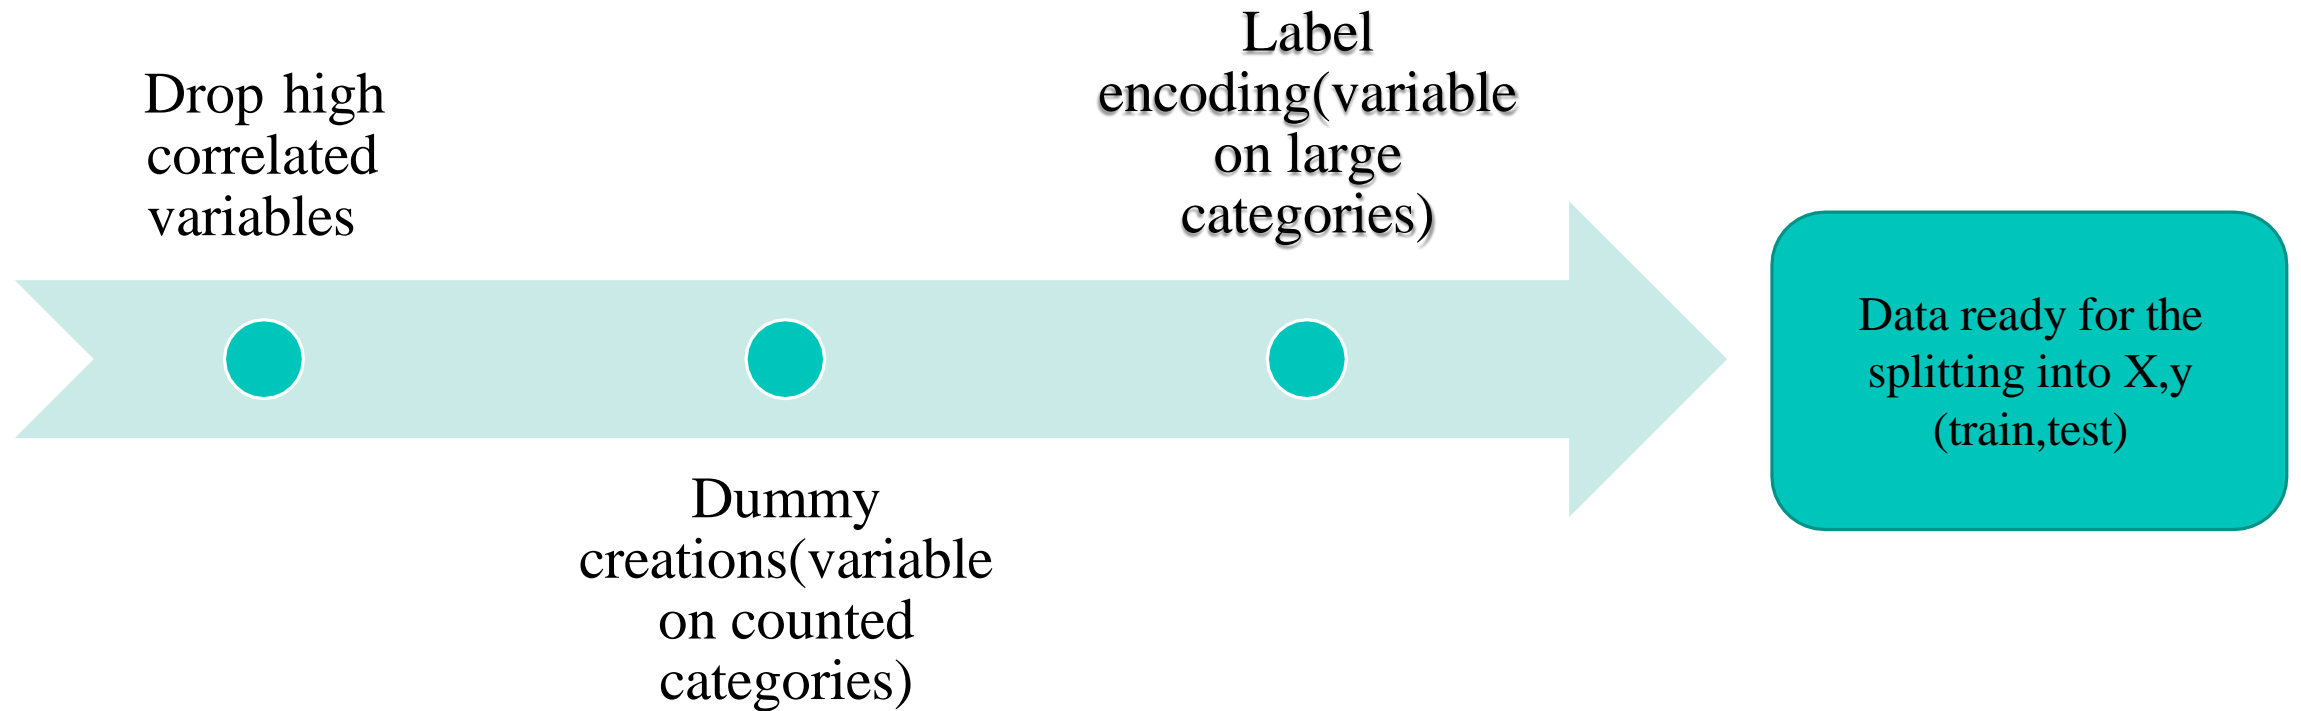 Drop high
correlated
variables
Dummy
creations(variable
on counted
categories)
Label
encoding(variable
on large
categories)
Data ready for the
splitting into X,y
(train,test)